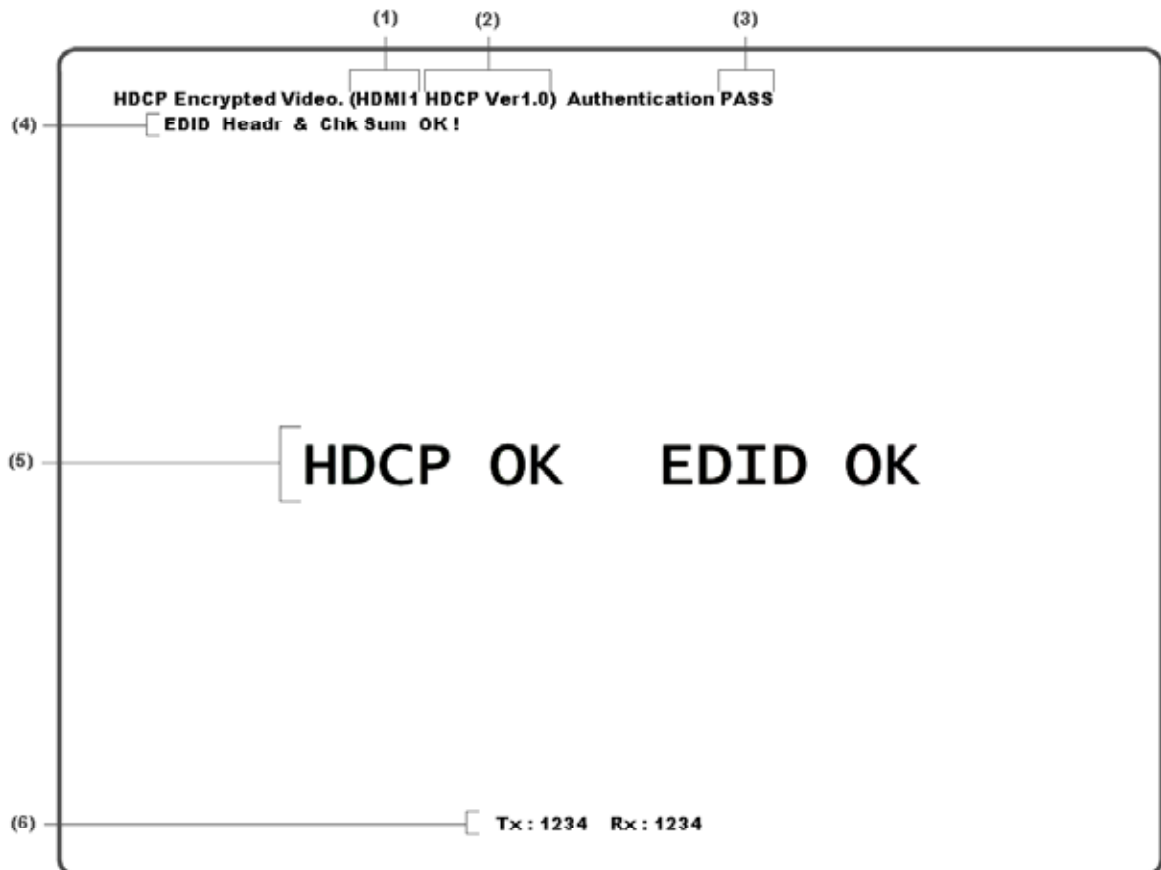 (1) (2) (3)
HDCP Encrypted Video. (HDMI1 HDCP Ver1.0) Authentication PASS
(4) EDID Headr & Chk Sum OK!
(5) HDCP OK EDID OK
(6) Tx: 1234 Rx: 1234